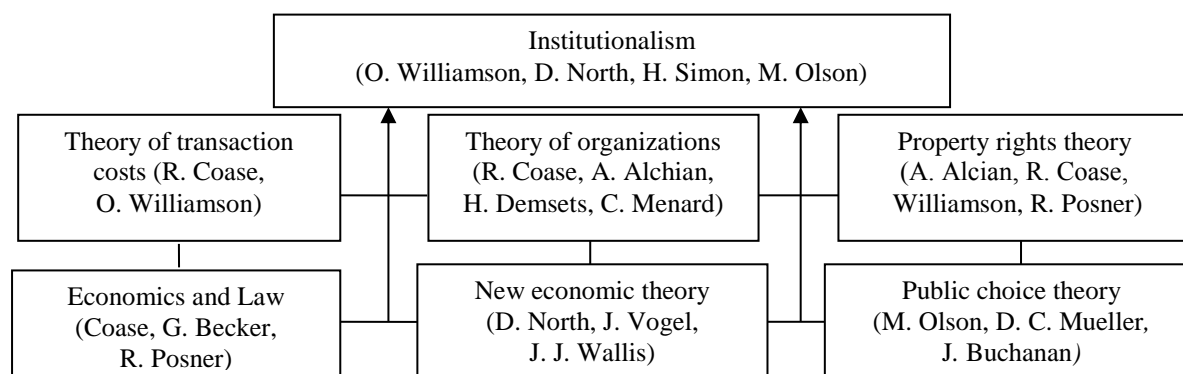 Institutionalism
(O. Williamson, D. North, H. Simon, M. Olson)
Theory of transaction
costs (R. Coase,
O. Williamson)
Theory of organizations
(R. Coase, A. Alchian,
H. Demsets, C. Menard)
Property rights theory
(A. Alcian, R. Coase,
Williamson, R. Posner)
Economics and Law
(Coase, G. Becker,
R. Posner)
New economic theory
(D. North, J. Vogel,
J. J. Wallis)
Public choice theory
(M. Olson, D. C. Mueller,
J. Buchanan)